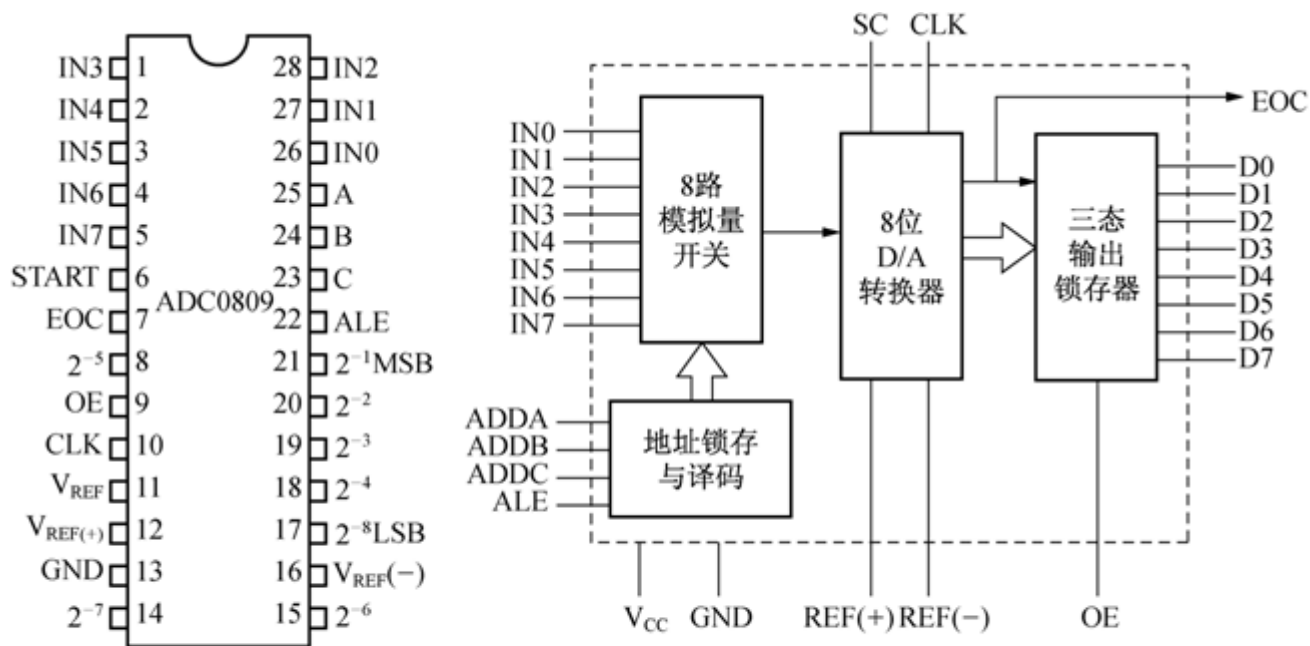 IN3 1 28 IN2
IN4 2 27 IN1
IN5 3 26 IN0
IN6 4 25 A
IN7 5 24 B
START 6 23 C
ADC0809
EOC 7 22 ALE
2⁻⁵ 8 21 2⁻¹MSB
OE 9 20 2⁻²
CLK 10 19 2⁻³
V_REF 11 18 2⁻⁴
V_REF(+) 12 17 2⁻⁸LSB
GND 13 16 V_REF(−)
2⁻⁷ 14 15 2⁻⁶
SC CLK
EOC
IN0
IN1
IN2
IN3
IN4
IN5
IN6
IN7
8路
模拟量
开关
8位
D/A
转换器
三态
输出
锁存器
D0
D1
D2
D3
D4
D5
D6
D7
ADDA
ADDB
ADDC
ALE
地址锁存
与译码
V_CC GND REF(+) REF(−) OE